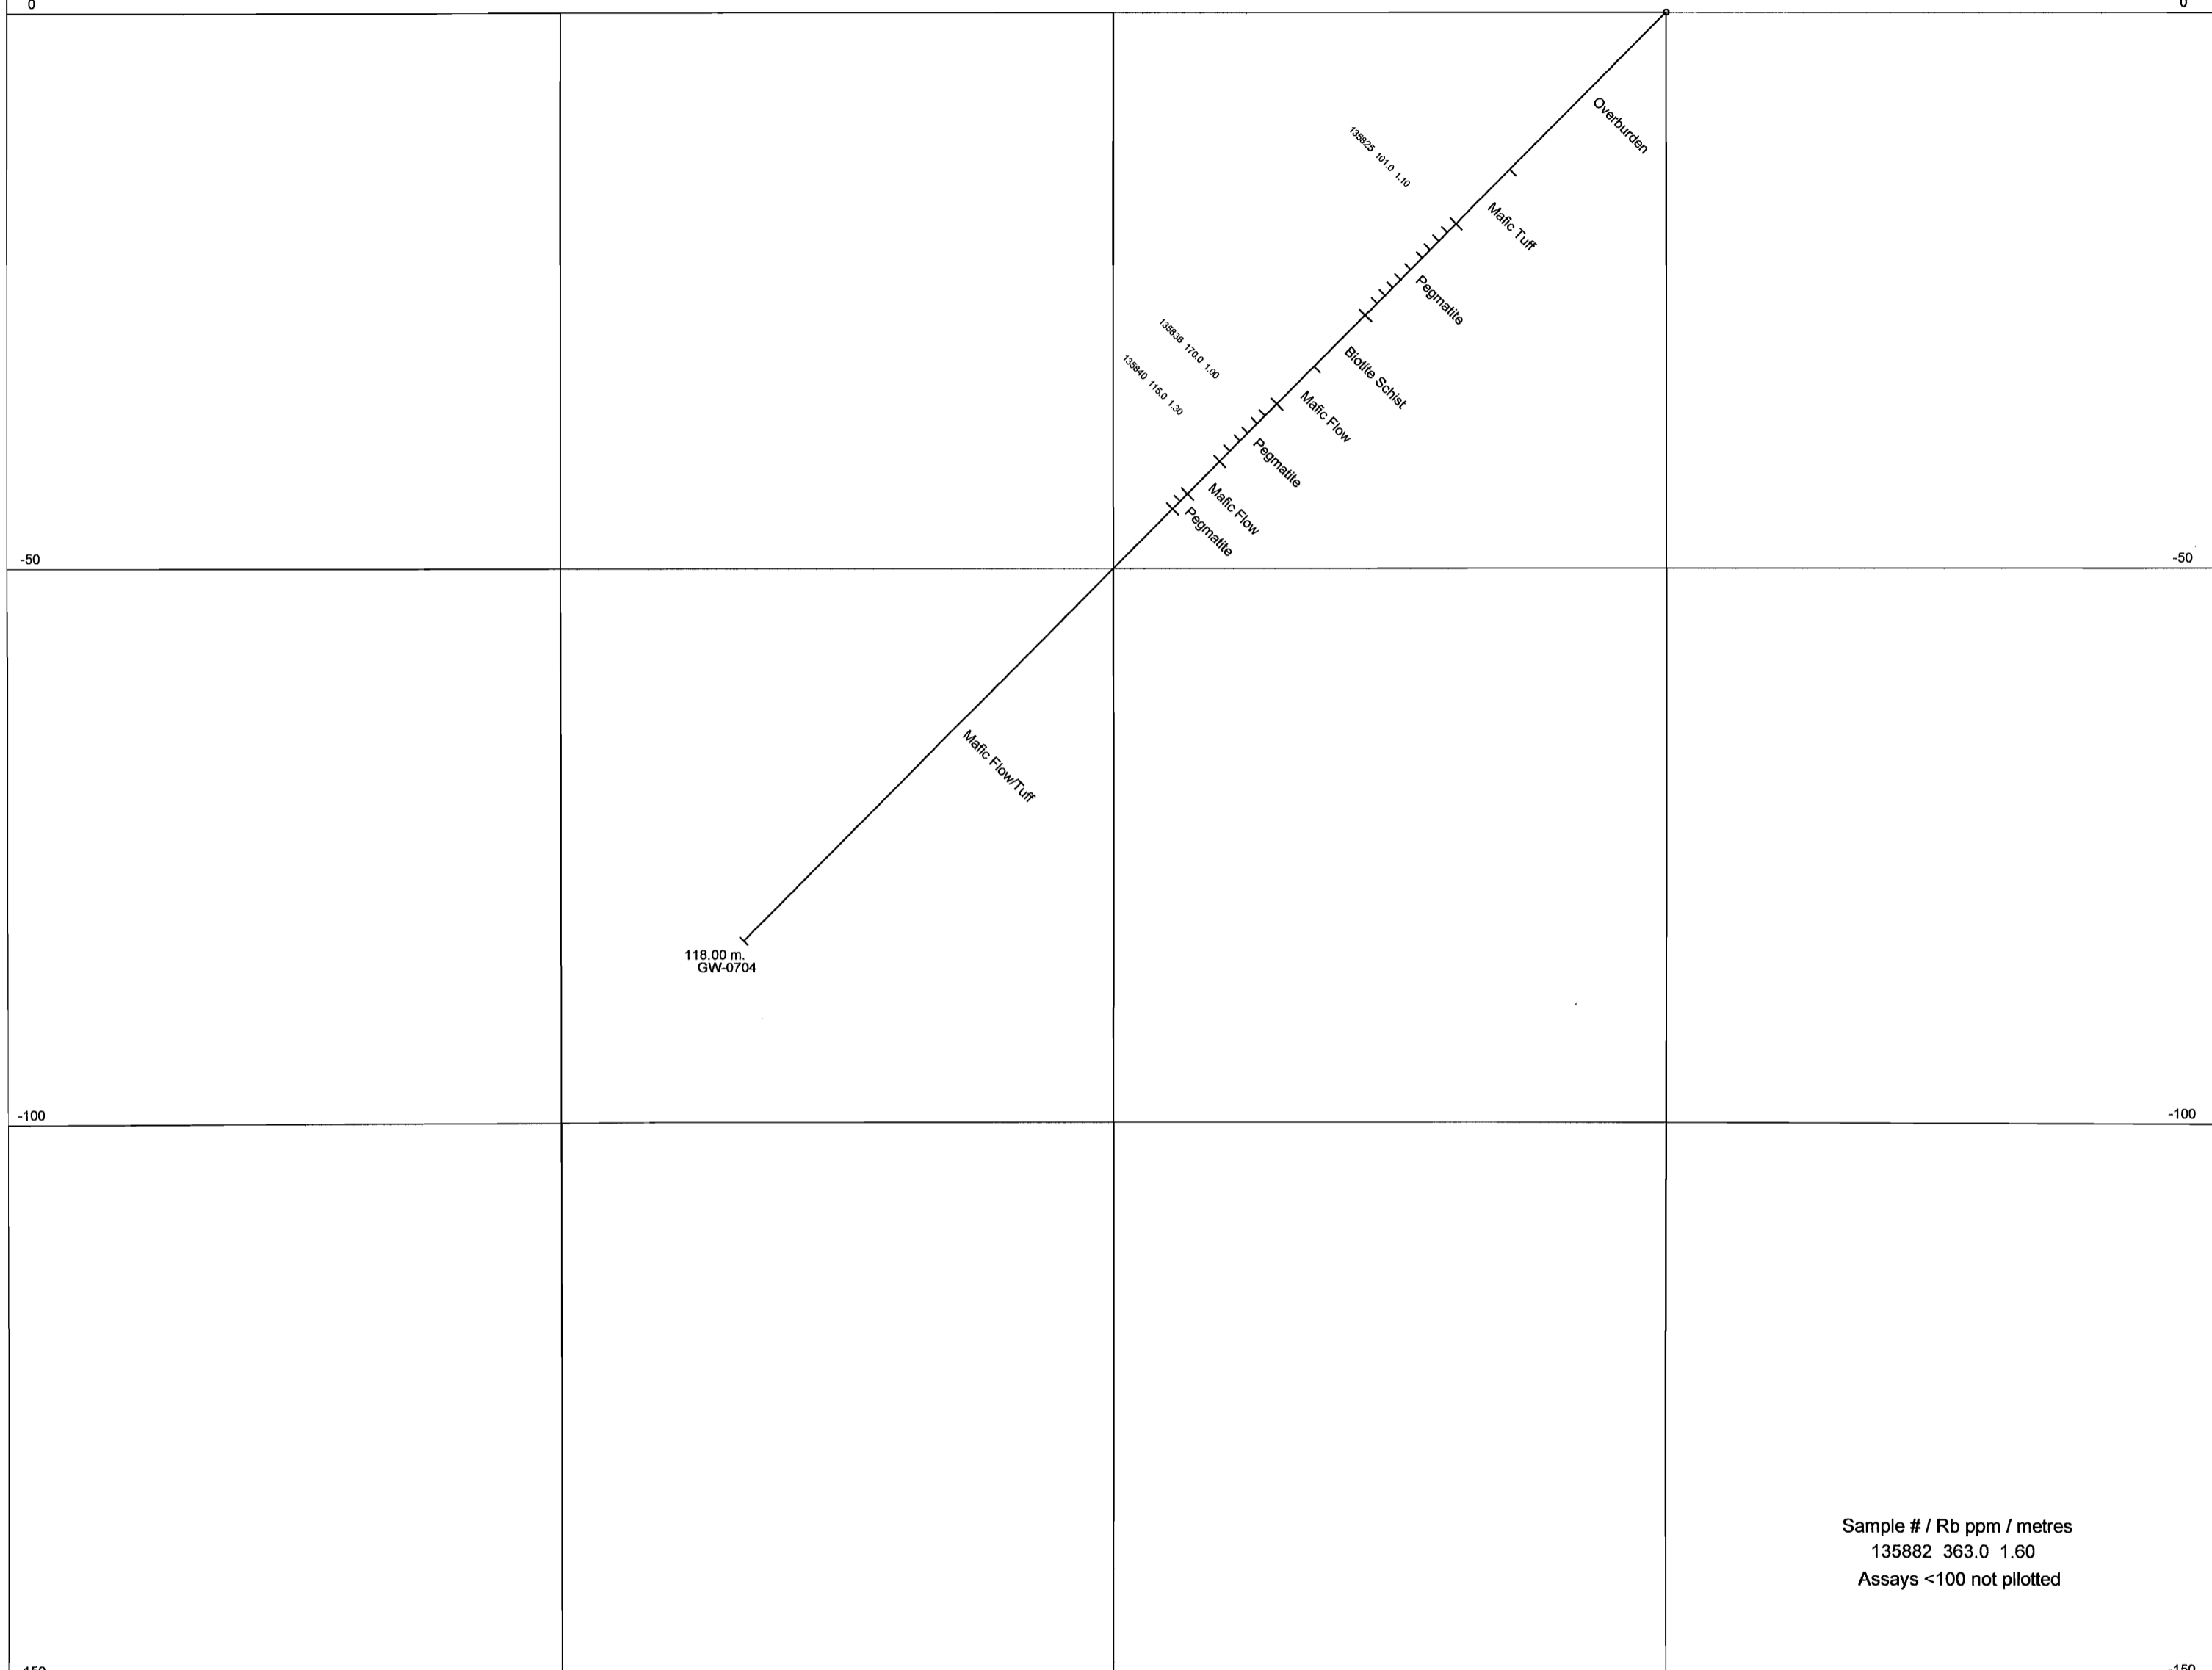 0
0
Overburden
135825 101.0 1.10
Mafic Tuff
Pegmatite
135836 170.0 1.00
Biotite Schist
135840 115.0 1.30
Mafic Flow
Pegmatite
Mafic Flow
Pegmatite
-50
-50
Mafic Flow/Tuff
118.00 m.
GW-0704
-100
-100
Sample # / Rb ppm / metres
135882 363.0 1.60
Assays <100 not pllotted
-150
-150